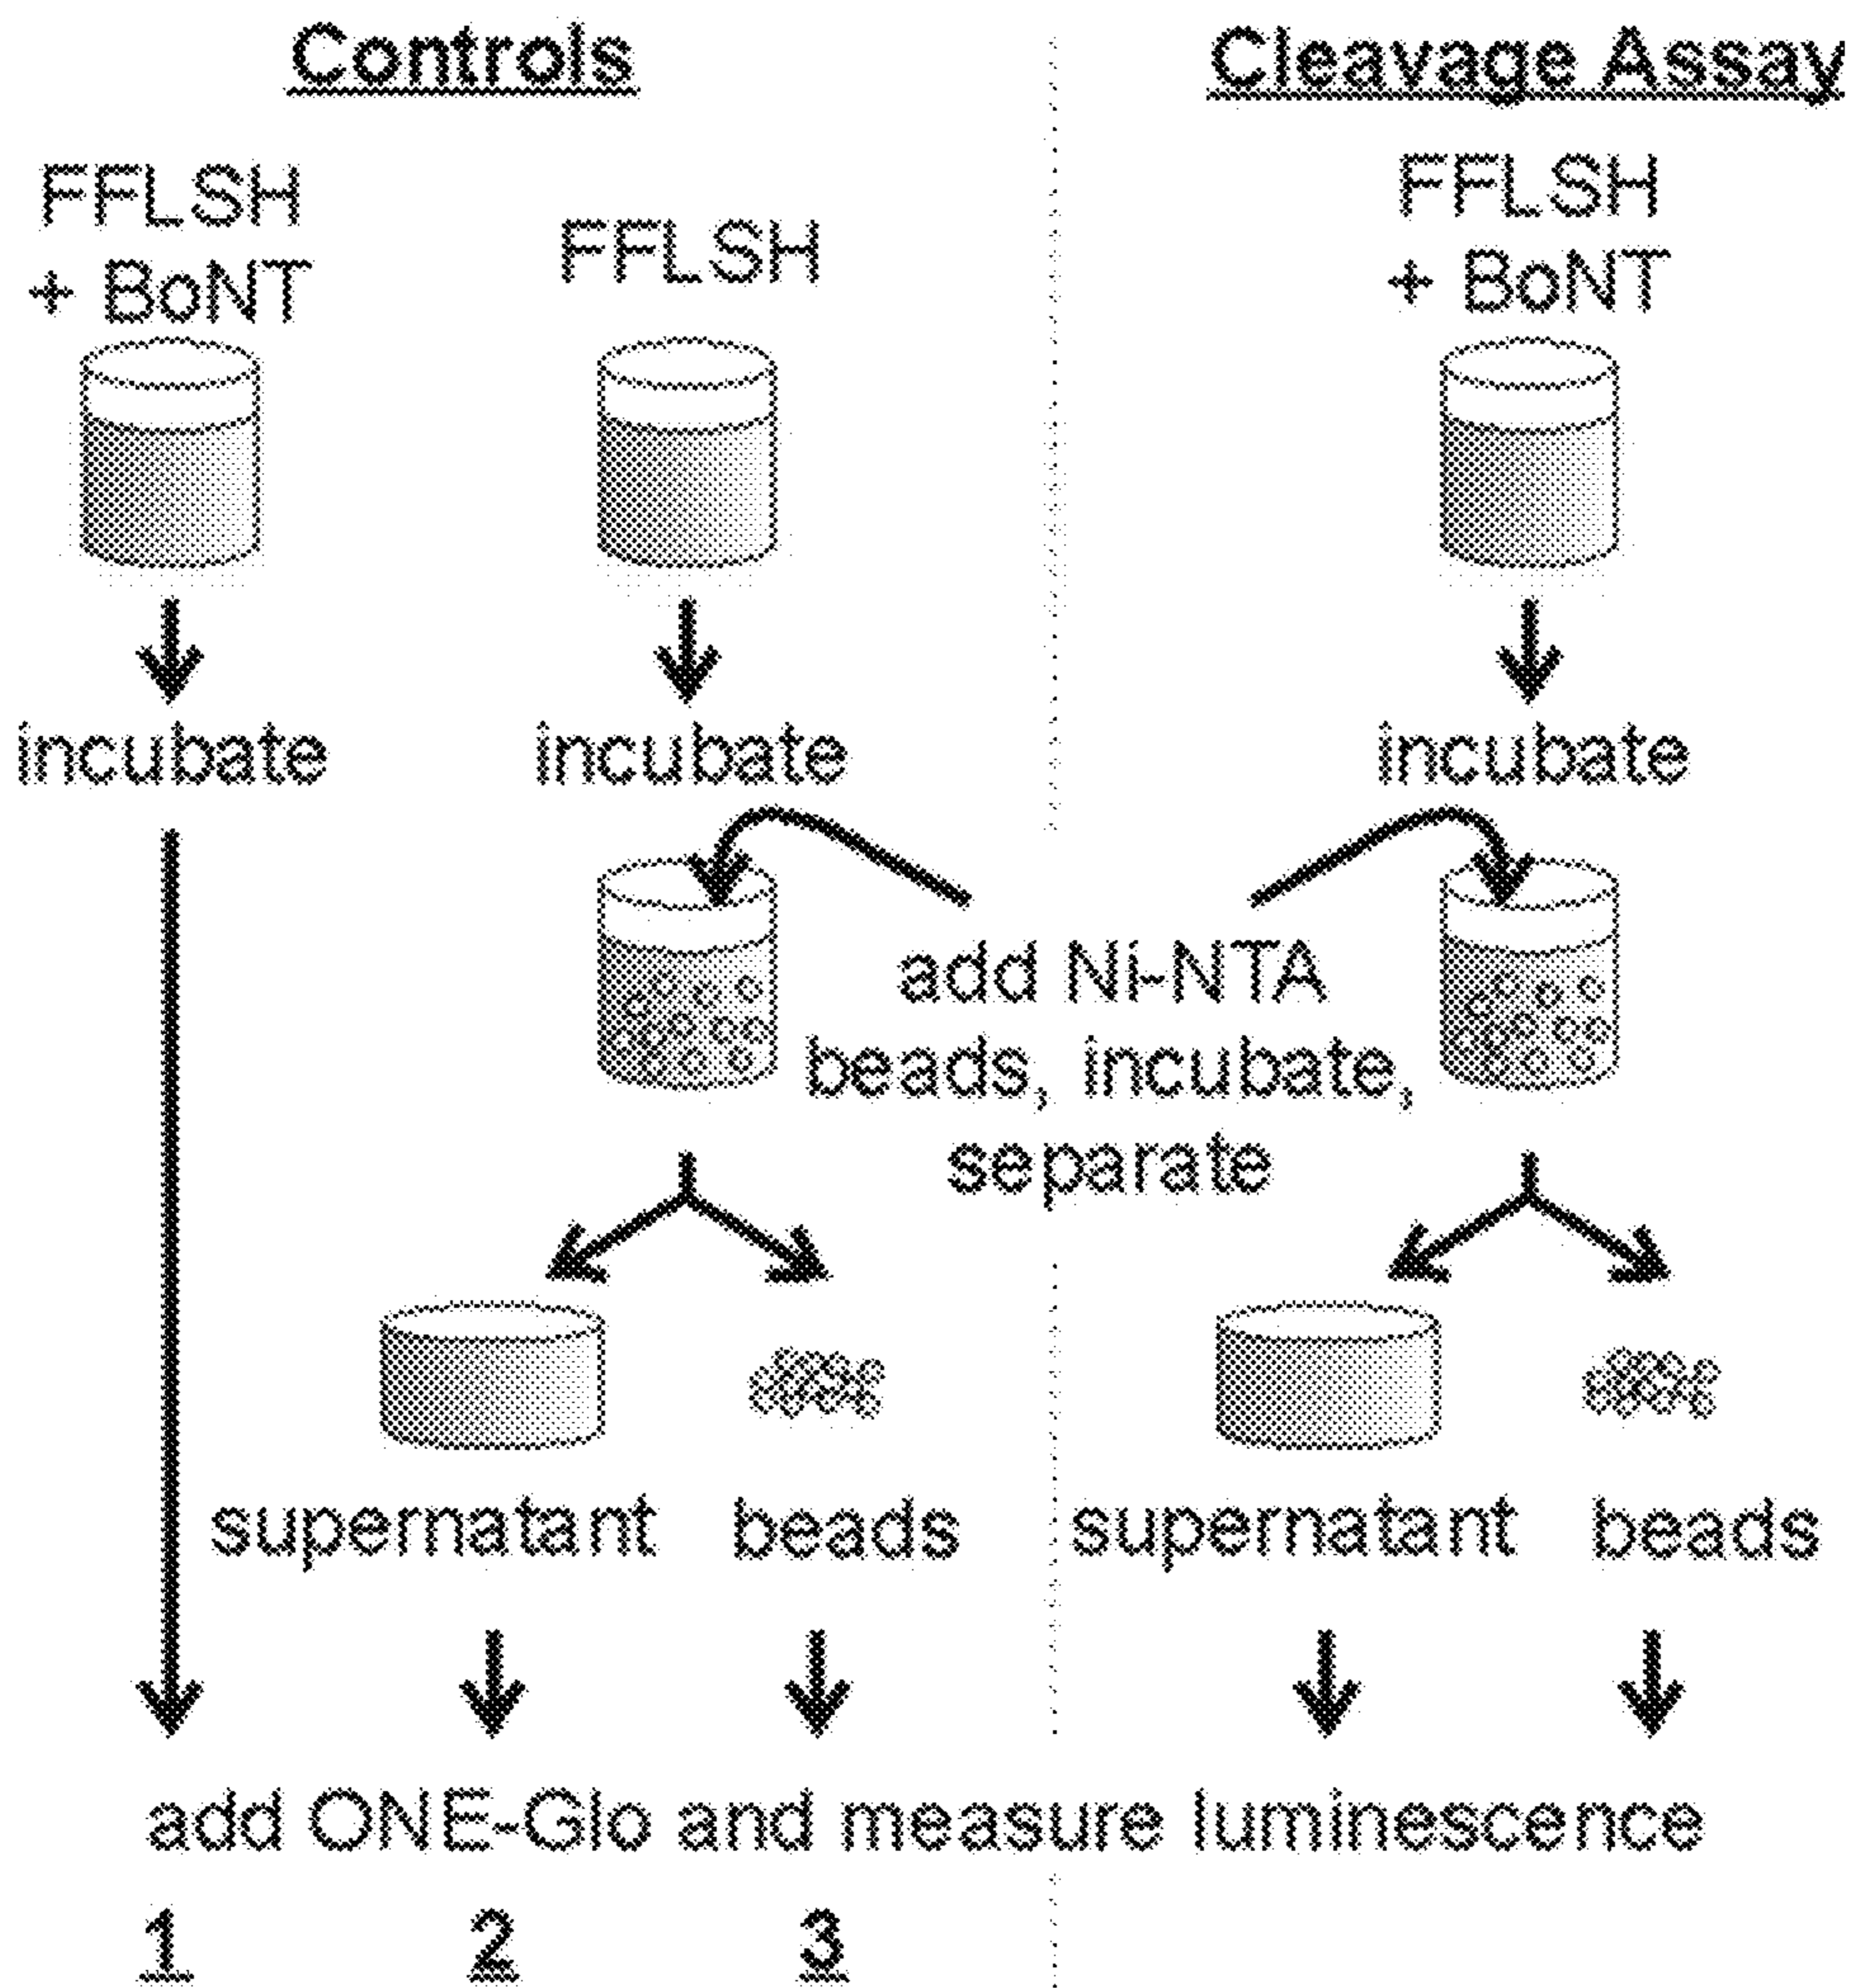 Controls
Cleavage Assay
FFLSH
+ BoNT
FFLSH
FFLSH
+ BoNT
incubate
incubate
incubate
add Ni-NTA
beads, incubate,
separate
supernatant
beads
supernatant
beads
add ONE-Glo and measure luminescence
1
2
3